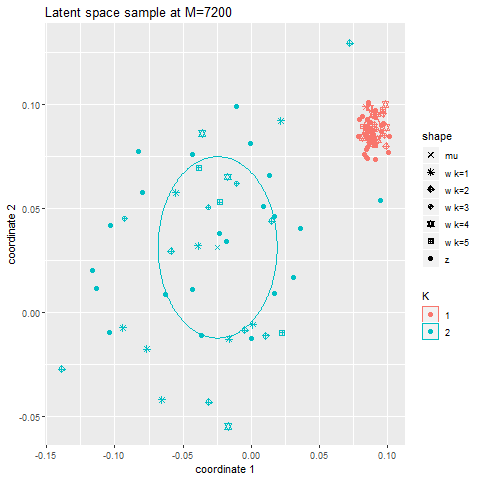 Latent space sample at M=7200
coordinate 2
0.10
0.05
0.00
-0.05
-0.15
-0.10
-0.05
0.00
0.05
0.10
coordinate 1
shape
mu
w k=1
w k=2
w k=3
w k=4
w k=5
z
K
1
2